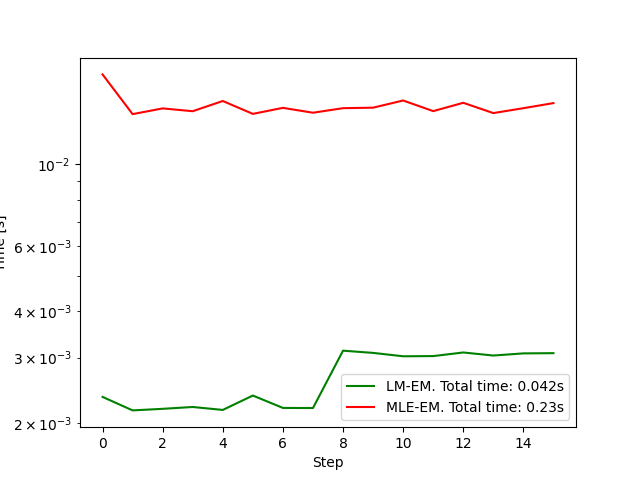 10⁻²
6 × 10⁻³
4 × 10⁻³
3 × 10⁻³
2 × 10⁻³
[s]
LM-EM. Total time: 0.042s
MLE-EM. Total time: 0.23s
0 2 4 6 8 10 12 14
Step